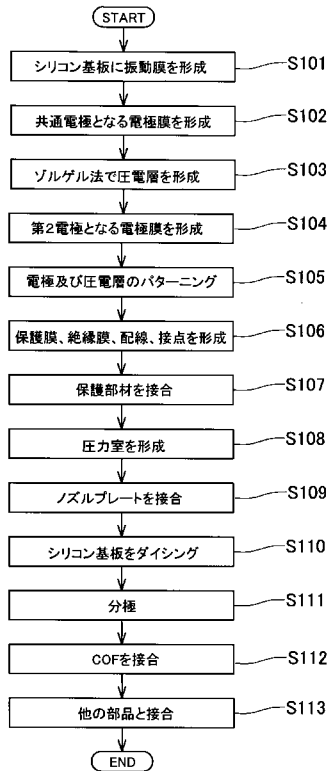 START
シリコン基板に振動膜を形成 S101
共通電極となる電極膜を形成 S102
ゾルゲル法で圧電層を形成 S103
第2電極となる電極膜を形成 S104
電極及び圧電層のパターニング S105
保護膜、絶縁膜、配線、接点を形成 S106
保護部材を接合 S107
圧力室を形成 S108
ノズルプレートを接合 S109
シリコン基板をダイシング S110
分極 S111
COFを接合 S112
他の部品と接合 S113
END